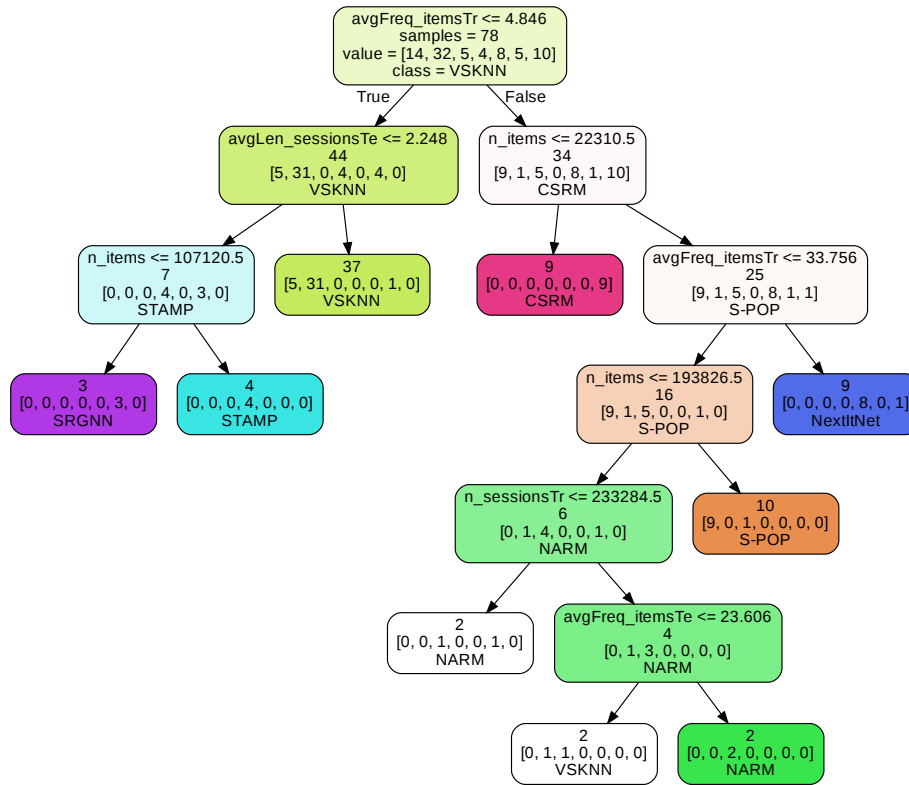 avgFreq_itemsTr <= 4.846
samples = 78
value = [14, 32, 5, 4, 8, 5, 10]
class = VSKNN
True
False
avgLen_sessionsTe <= 2.248
44
[5, 31, 0, 4, 0, 4, 0]
VSKNN
n_items <= 22310.5
34
[9, 1, 5, 0, 8, 1, 10]
CSRM
n_items <= 107120.5
7
[0, 0, 0, 4, 0, 3, 0]
STAMP
37
[5, 31, 0, 0, 0, 1, 0]
VSKNN
9
[0, 0, 0, 0, 0, 0, 9]
CSRM
avgFreq_itemsTr <= 33.756
25
[9, 1, 5, 0, 8, 1, 1]
S-POP
3
[0, 0, 0, 0, 0, 3, 0]
SRGNN
4
[0, 0, 0, 4, 0, 0, 0]
STAMP
n_items <= 193826.5
16
[9, 1, 5, 0, 0, 1, 0]
S-POP
9
[0, 0, 0, 0, 8, 0, 1]
NextItNet
n_sessionsTr <= 233284.5
6
[0, 1, 4, 0, 0, 1, 0]
NARM
10
[9, 0, 1, 0, 0, 0, 0]
S-POP
2
[0, 0, 1, 0, 0, 1, 0]
NARM
avgFreq_itemsTe <= 23.606
4
[0, 1, 3, 0, 0, 0, 0]
NARM
2
[0, 1, 1, 0, 0, 0, 0]
VSKNN
2
[0, 0, 2, 0, 0, 0, 0]
NARM